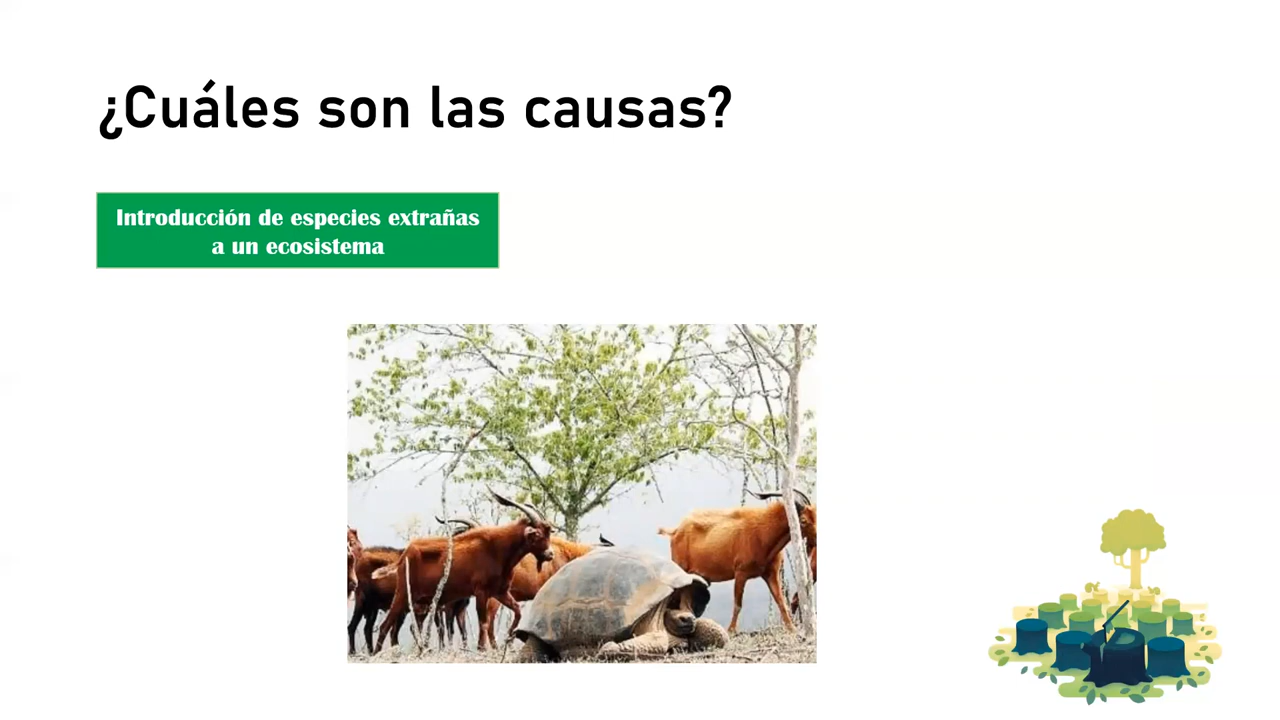 ¿Cuáles son las causas?
Introducción de especies extrañas
a un ecosistema